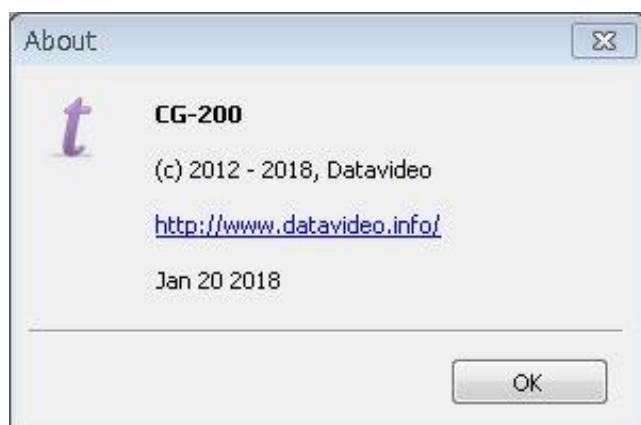 About
t
CG-200
(c) 2012 - 2018, Datavideo
http://www.datavideo.info/
Jan 20 2018
OK